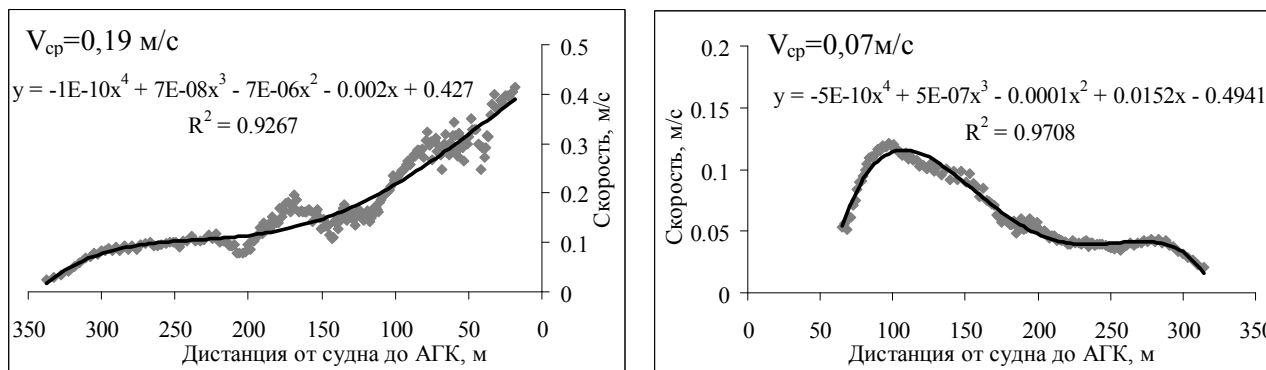 V_ср=0,19 м/с
y = -1E-10x^4 + 7E-08x^3 - 7E-06x^2 - 0.002x + 0.427
R^2 = 0.9267
0.5
0.4
0.3
0.2
0.1
0
Скорость, м/с
350 300 250 200 150 100 50 0
Дистанция от судна до АГК, м
V_ср=0,07м/с
y = -5E-10x^4 + 5E-07x^3 - 0.0001x^2 + 0.0152x - 0.4941
R^2 = 0.9708
0.2
0.15
0.1
0.05
0
Скорость, м/с
0 50 100 150 200 250 300 350
Дистанция от судна до АГК, м